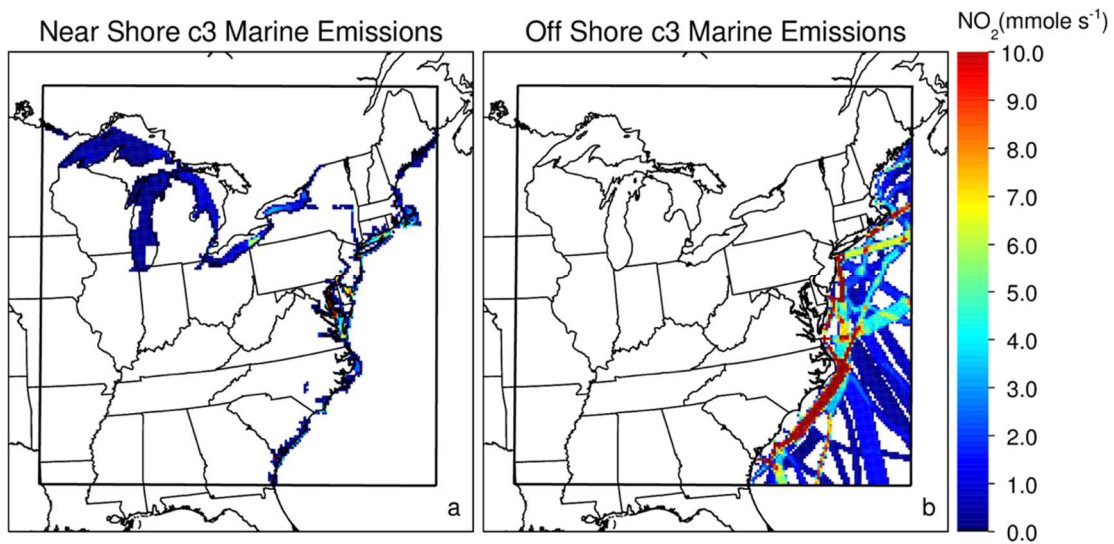 Near Shore c3 Marine Emissions
Off Shore c3 Marine Emissions
NO₂(mmole s⁻¹)
10.0
9.0
8.0
7.0
6.0
5.0
4.0
3.0
2.0
1.0
0.0
a
b